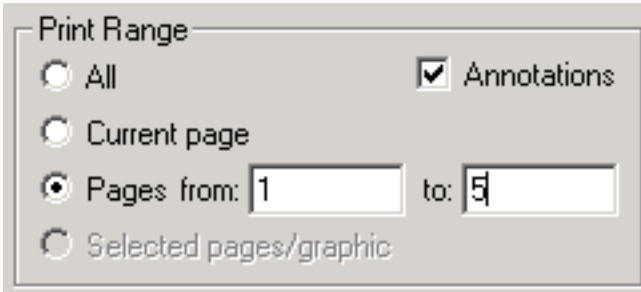 Print Range
All Annotations
Current page
Pages from: 1 to: 5
Selected pages/graphic